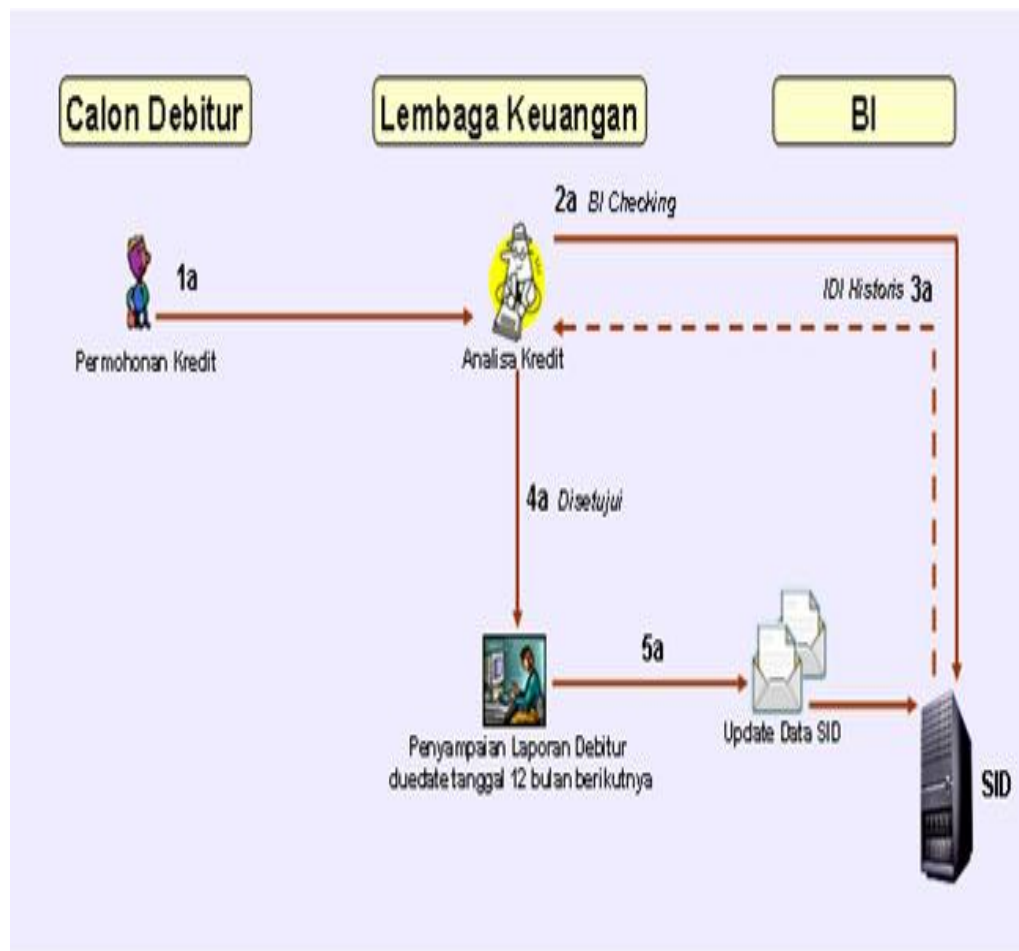 Calon Debitur
Lembaga Keuangan
BI
2a BI Checking
1a
IDI Historis 3a
Permohonan Kredit
Analisa Kredit
4a Disetujui
5a
Update Data SID
Penyampaian Laporan Debitur
duedate tanggal 12 bulan berikutnya
SID